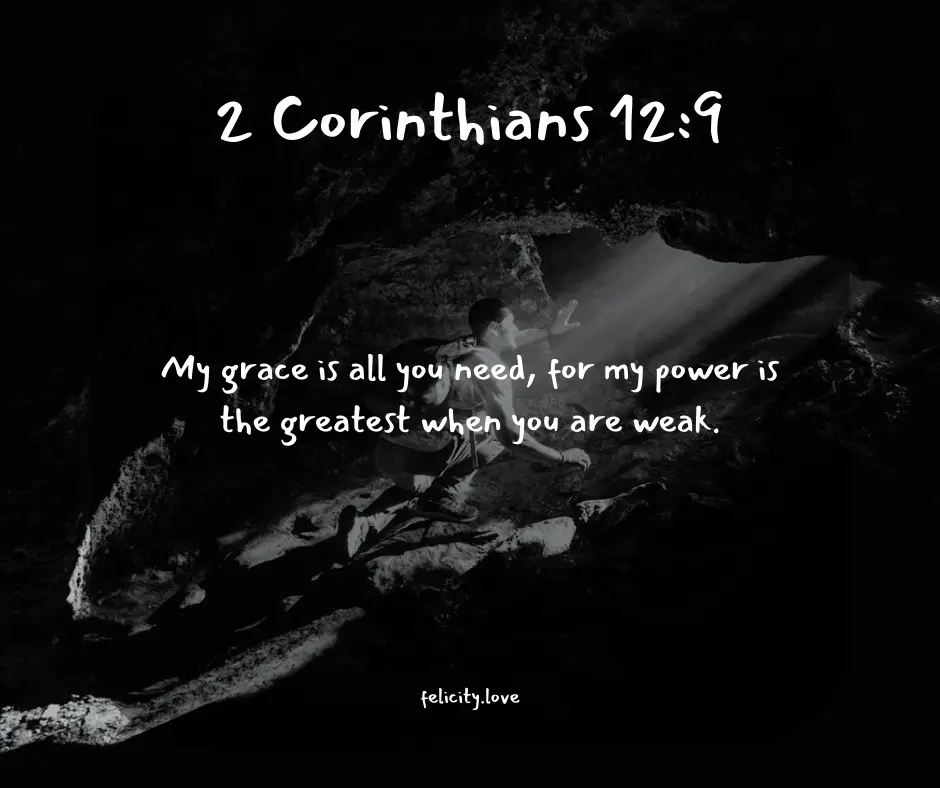 2 Corinthians 12:9
My grace is all you need, for my power is
the greatest when you are weak.
felicity.love